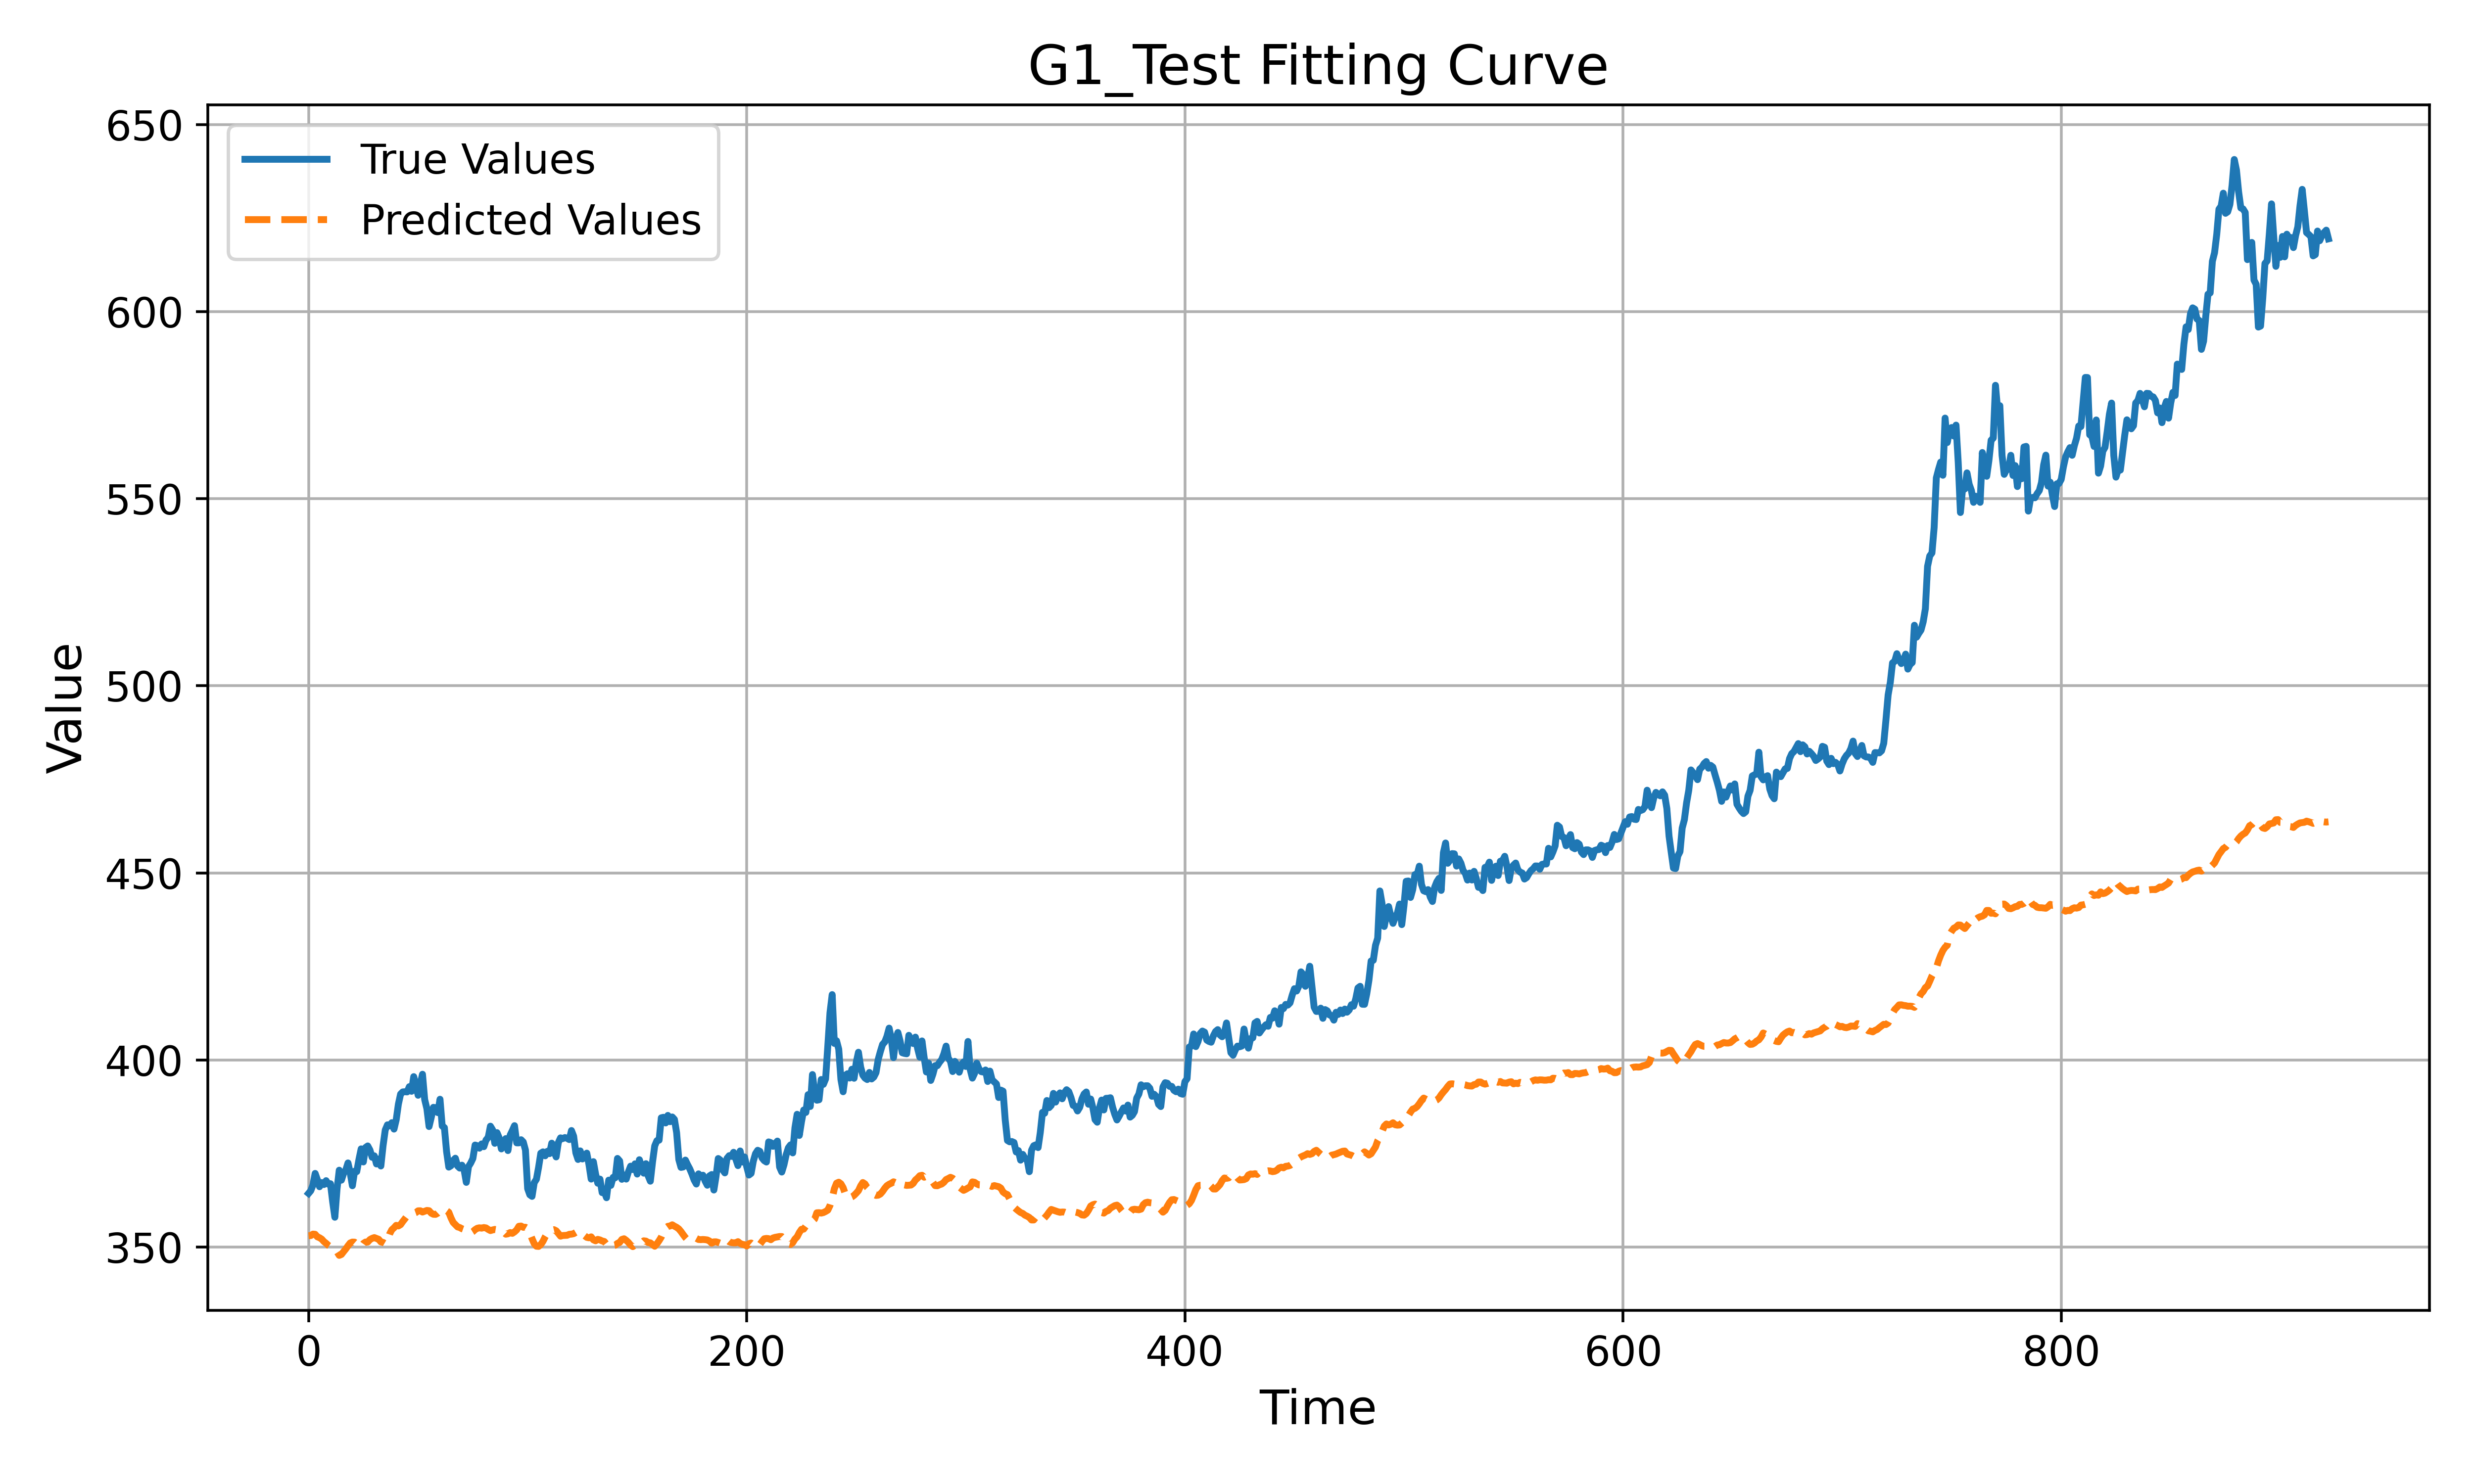 G1_Test Fitting Curve
True Values
Predicted Values
650
600
550
500
450
400
350
Value
0 200 400 600 800
Time